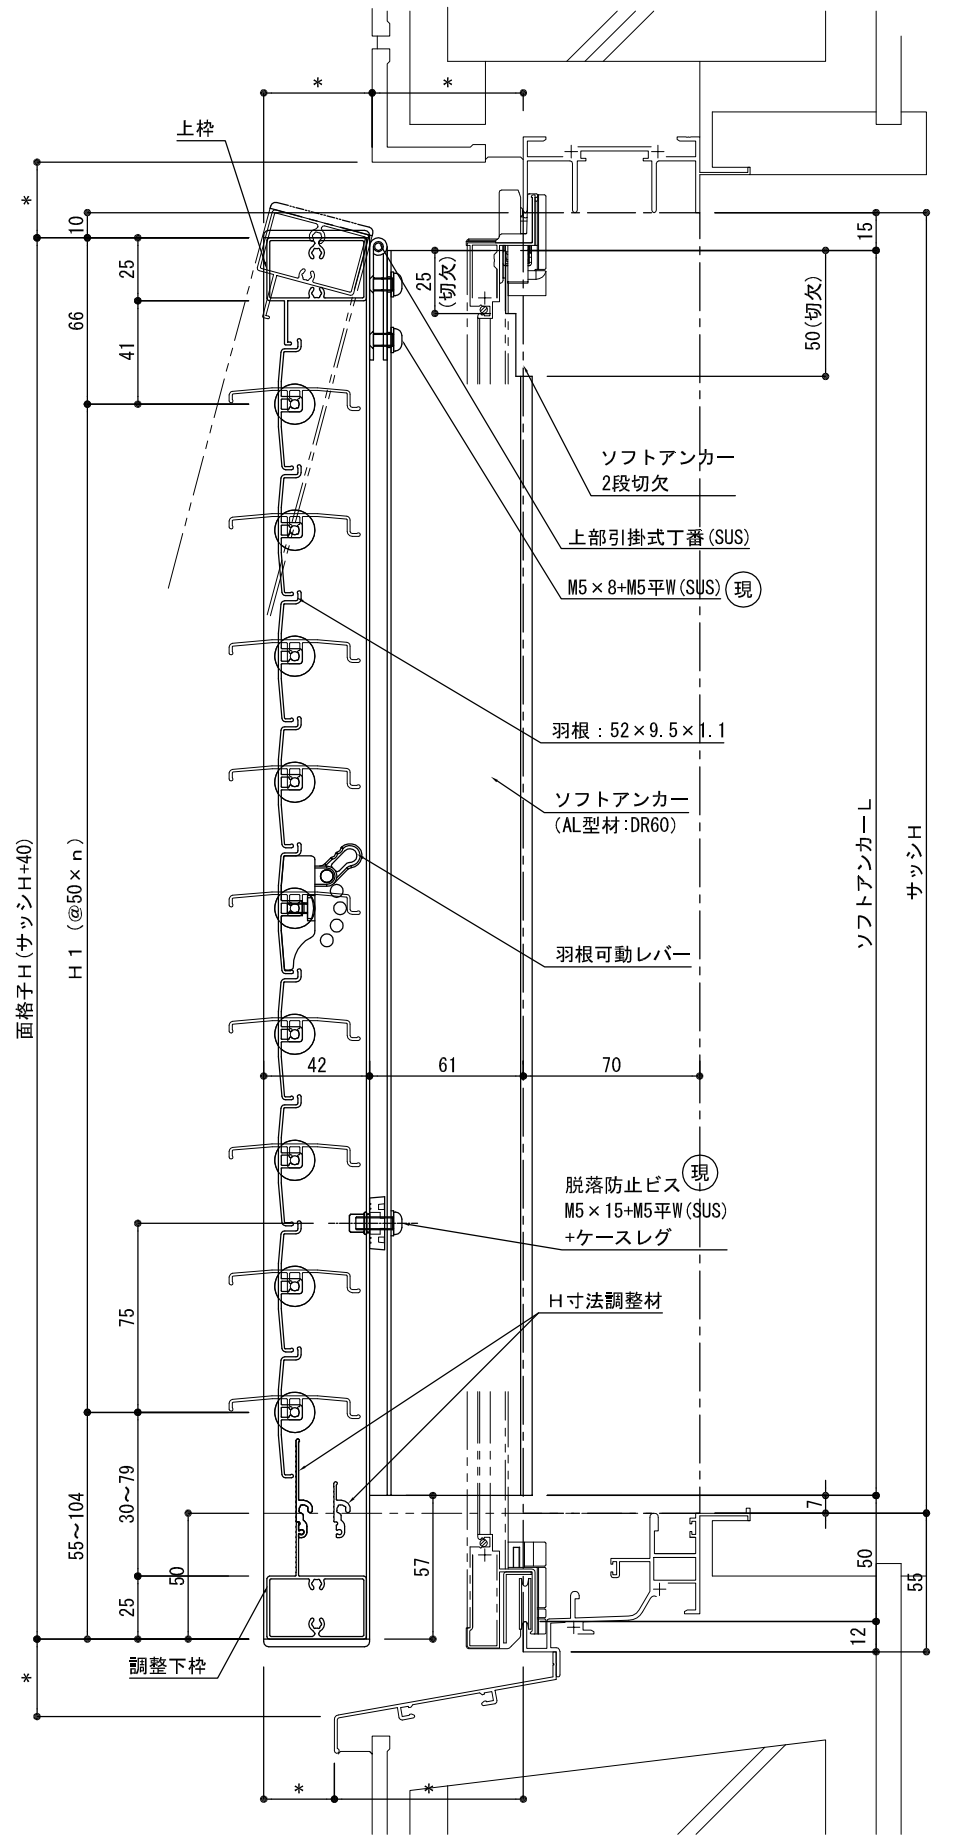 *
*
上枠
*
10
15
25
66
41
25
(切欠)
50(切欠)
ソフトアンカー
2段切欠
上部引掛式丁番(SUS)
M5×8+M5平W(SUS)
現
羽根：52×9.5×1.1
ソフトアンカー
(AL型材:DR60)
面格子H(サッシH+40)
H1 (@50×n)
ソフトアンカーL
サッシH
羽根可動レバー
42
61
70
脱落防止ビス
現
M5×15+M5平W(SUS)
+ケースレグ
H寸法調整材
75
30～79
55～104
7
50
57
50
55
25
12
調整下枠
*
*
*